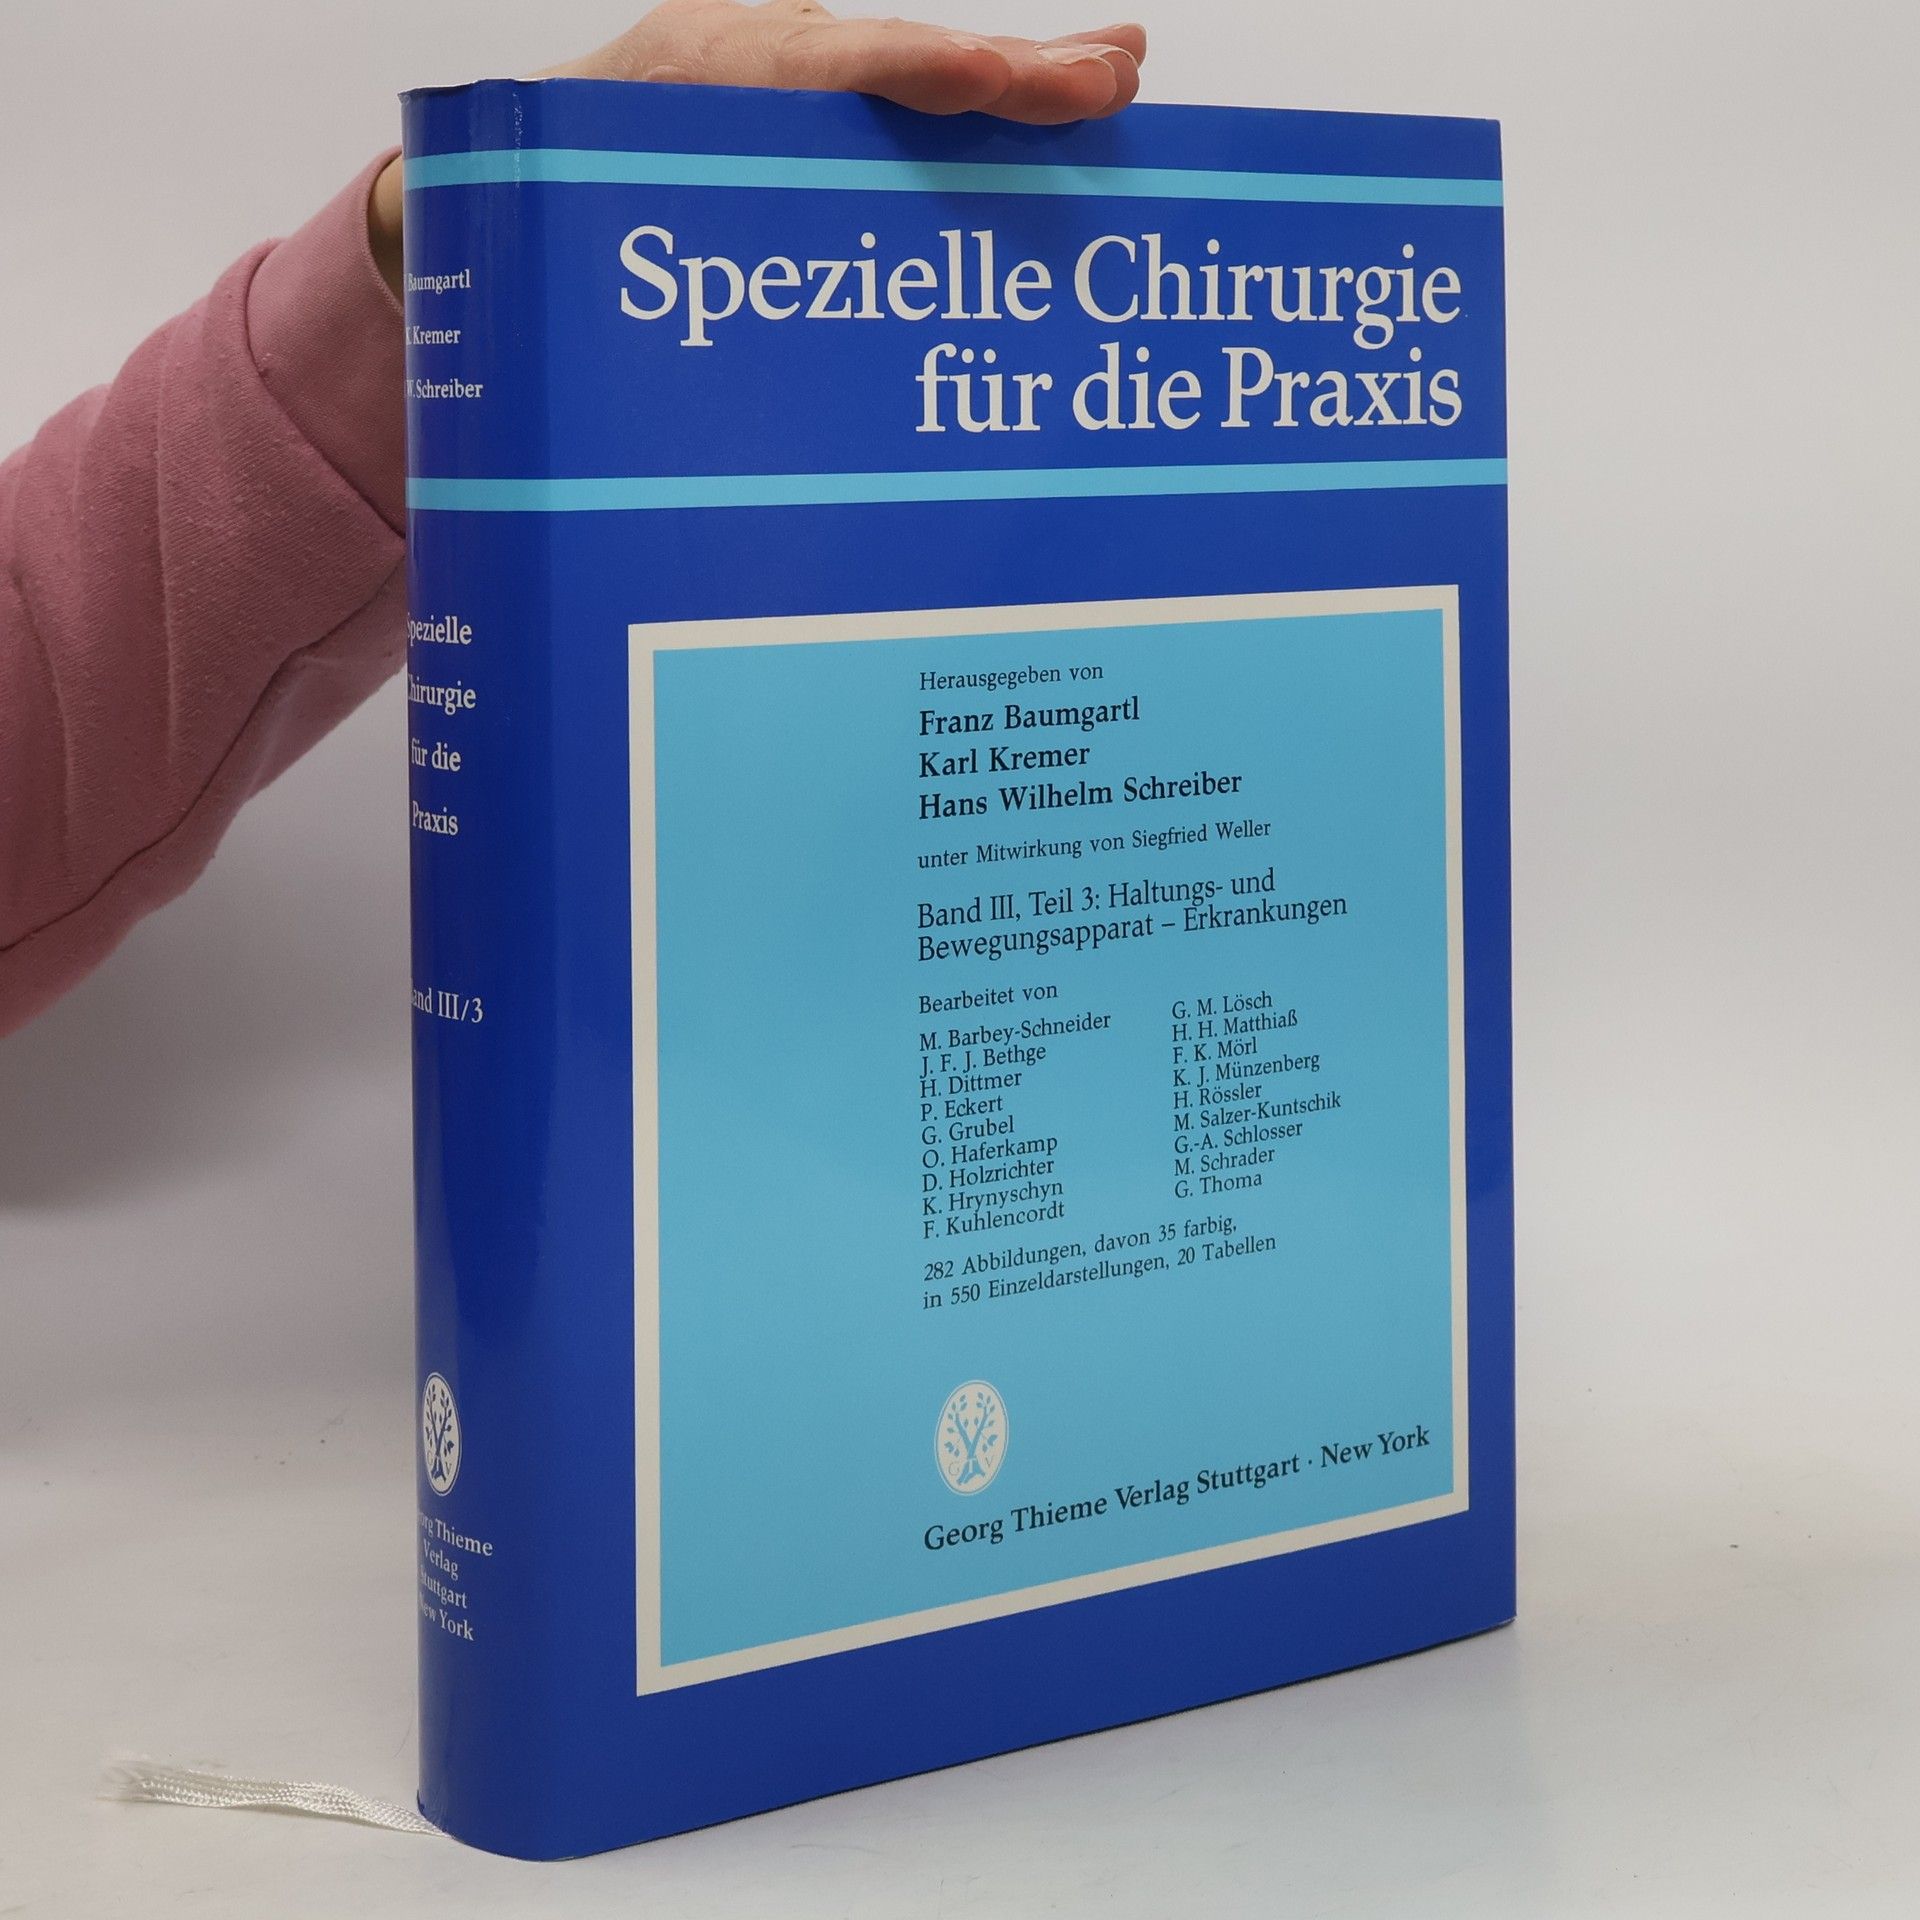 Spezielle Chirurgie
für die Praxis
Herausgegeben von
Franz Baumgartl
Karl Kremer
Hans Wilhelm Schreiber
unter Mitwirkung von Siegfried Weller
Band III, Teil 3: Haltungs- und
Bewegungsapparat – Erkrankungen
Bearbeitet von
M. Barbey-Schneider
J. F. J. Bethge
H. Dittmer
P. Eckert
G. Grubel
O. Haferkamp
D. Holzrichter
K. Hrynyschyn
F. Kuhlencordt
G. M. Lösch
H. H. Matthiaß
F. K. Mörl
K. J. Münzenberg
H. Rössler
M. Salzer-Kuntschik
G.-A. Schlosser
M. Schrader
G. Thoma
282 Abbildungen, davon 35 farbig,
in 550 Einzeldarstellungen, 20 Tabellen
G V
Georg Thieme Verlag Stuttgart · New York
Baumgartl
K. Kremer
W. Schreiber
Spezielle
Chirurgie
für die
Praxis
Band III/3
G V
Georg Thieme
Verlag
Stuttgart
New York